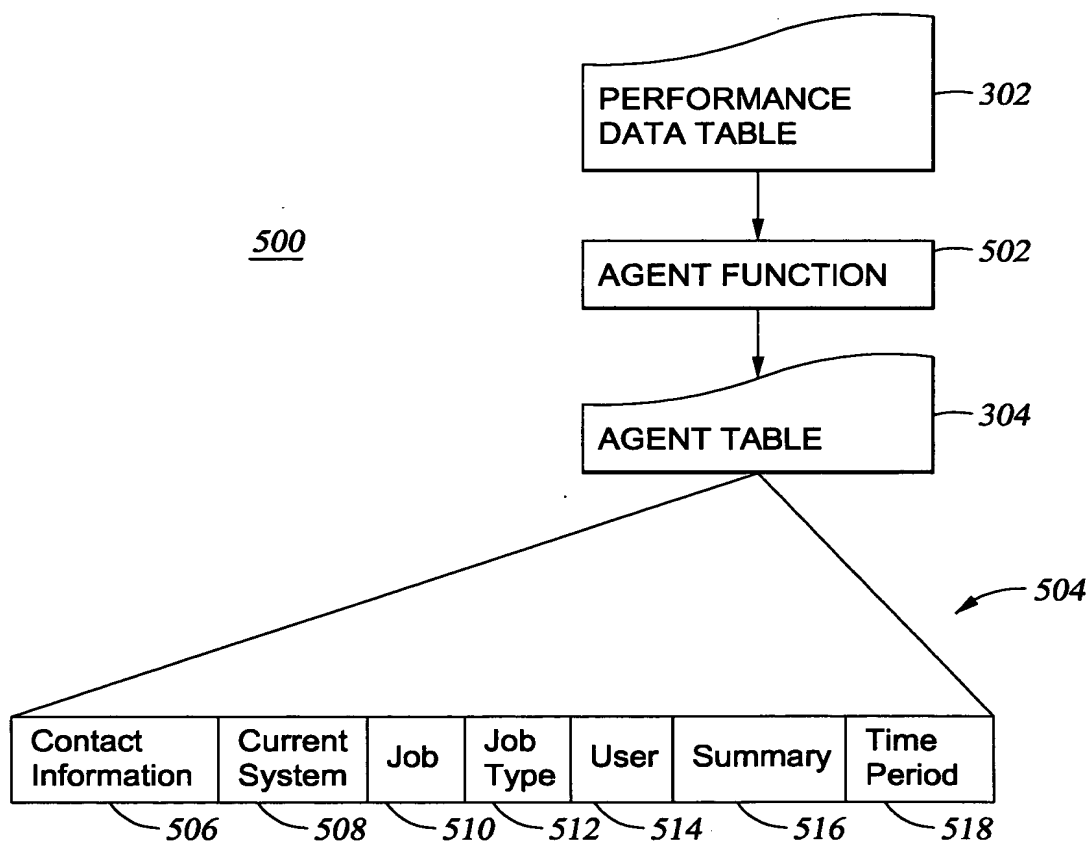 PERFORMANCE
DATA TABLE
302
500
AGENT FUNCTION
502
AGENT TABLE
304
504
Contact
Information
Current
System
Job
Job
Type
User
Summary
Time
Period
506
508
510
512
514
516
518